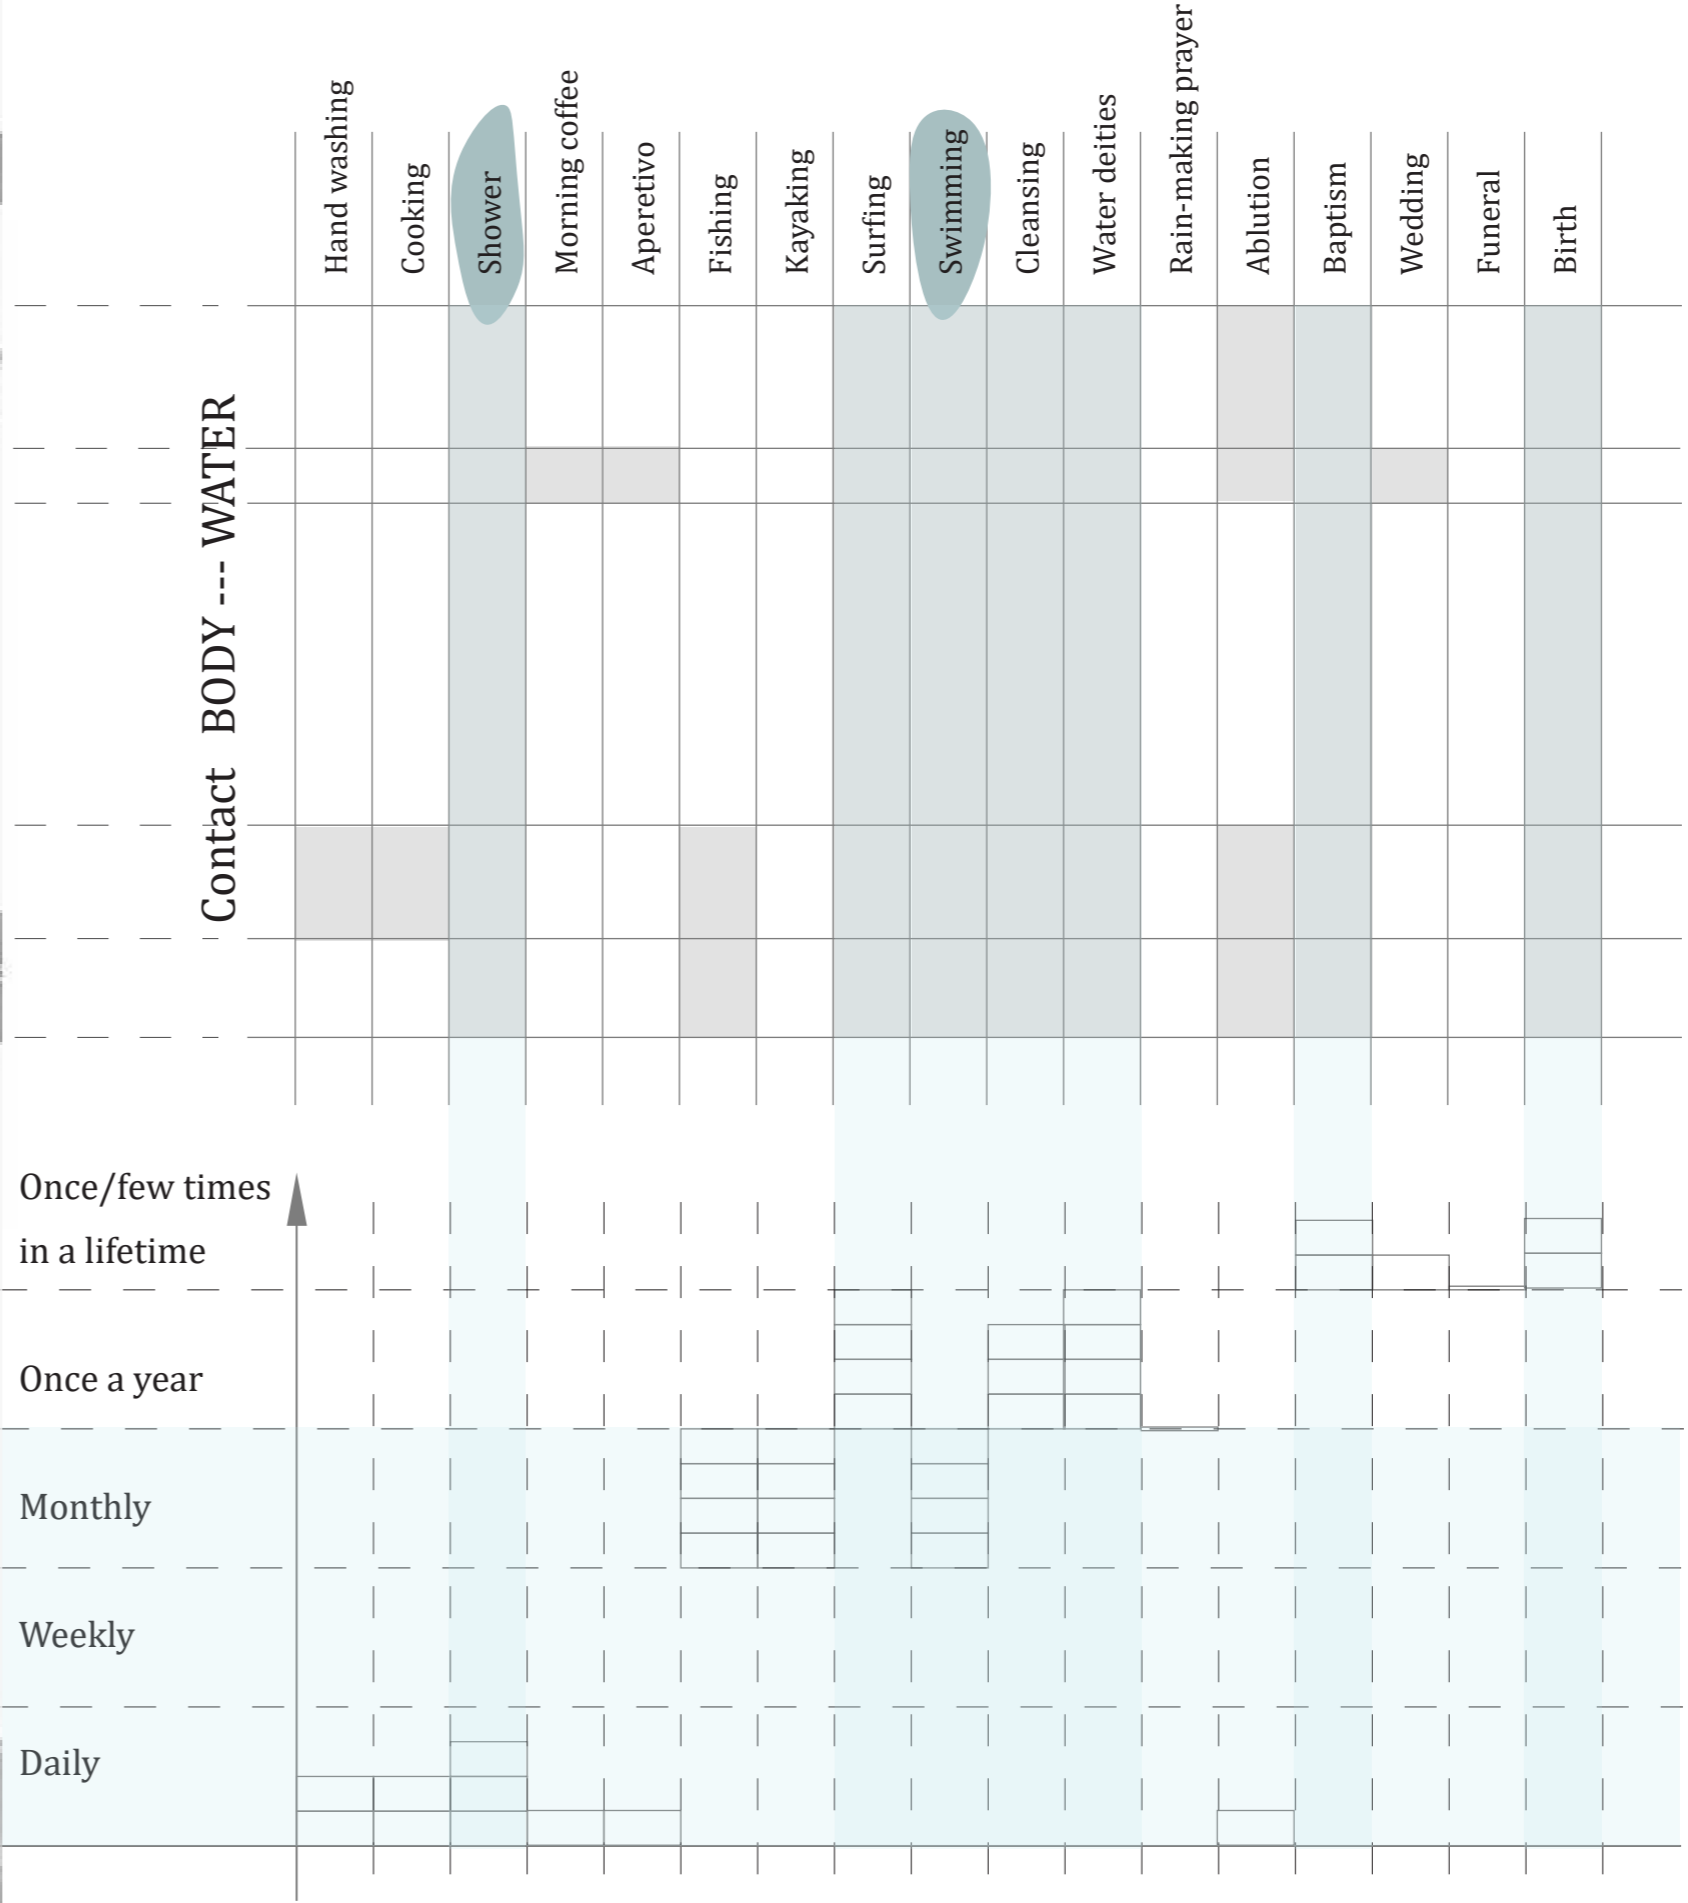 Hand washing
Cooking
Shower
Morning coffee
Aperetivo
Fishing
Kayaking
Surfing
Swimming
Cleansing
Water deities
Rain-making prayer
Ablution
Baptism
Wedding
Funeral
Birth
Contact BODY --- WATER
Once/few times
in a lifetime
Once a year
Monthly
Weekly
Daily